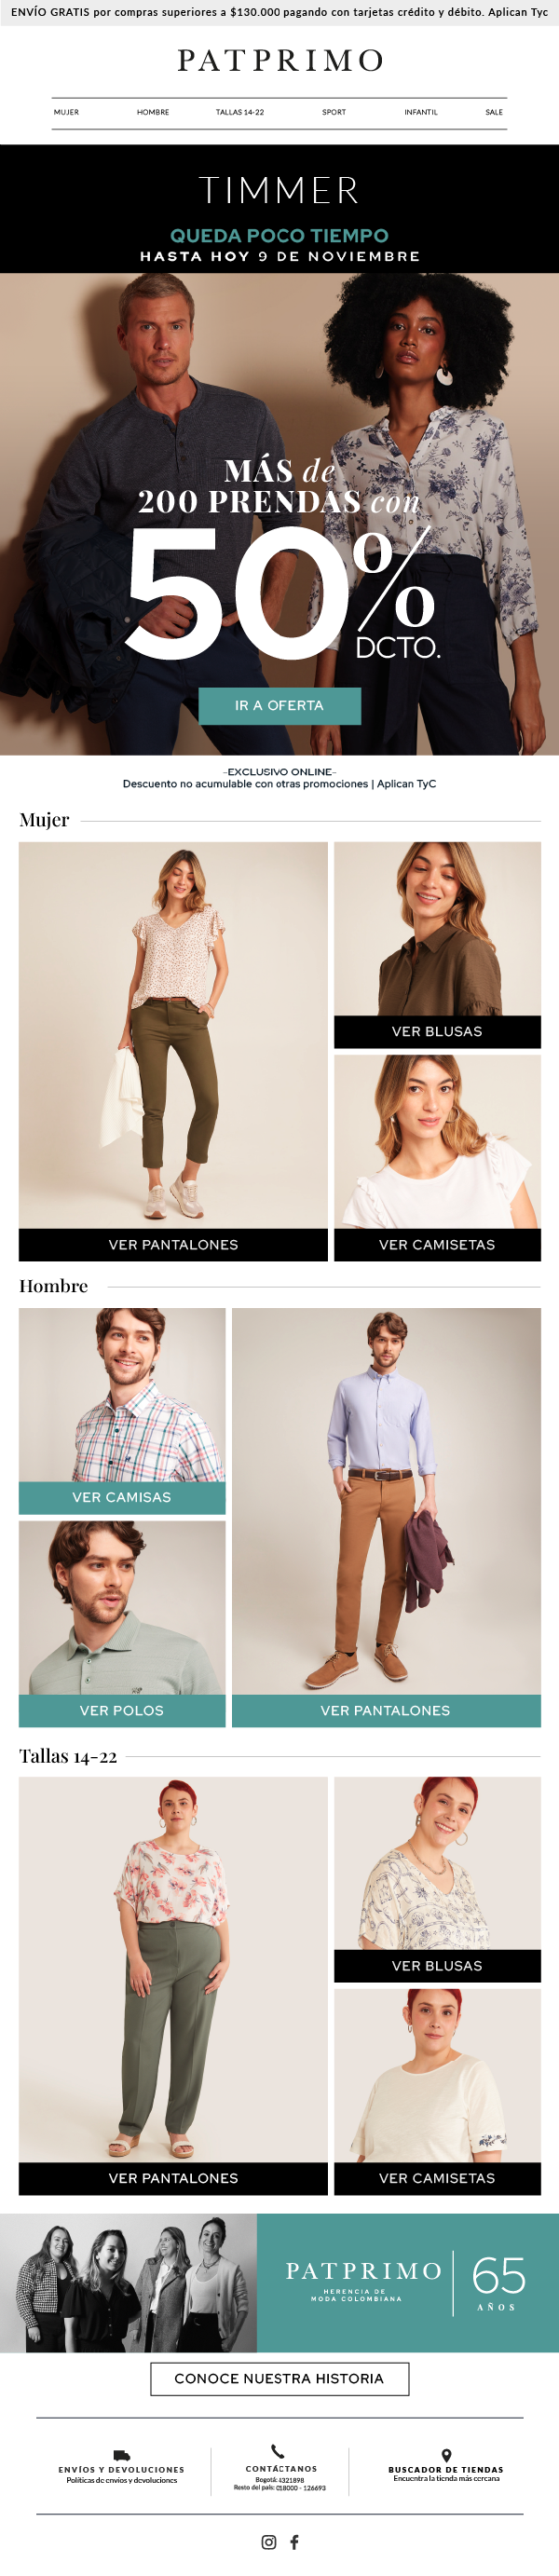 ENVÍO GRATIS por compras superiores a $130.000 pagando con tarjetas crédito y débito. Aplican Tyc
PATPRIMO
MUJER HOMBRE TALLAS 14-22 SPORT INFANTIL SALE
TIMMER
QUEDA POCO TIEMPO
HASTA HOY 9 DE NOVIEMBRE
MÁS de
200 PRENDAS con
50%
DCTO.
IR A OFERTA
-EXCLUSIVO ONLINE-
Descuento no acumulable con otras promociones | Aplican TyC
Mujer
VER BLUSAS
VER PANTALONES
VER CAMISETAS
Hombre
VER CAMISAS
VER POLOS
VER PANTALONES
Tallas 14-22
VER BLUSAS
VER PANTALONES
VER CAMISETAS
PATPRIMO
HERENCIA DE
MODA COLOMBIANA
65
AÑOS
CONOCE NUESTRA HISTORIA
ENVÍOS Y DEVOLUCIONES
Políticas de envíos y devoluciones
CONTÁCTANOS
Bogotá: 4321898
Resto del país: 018000 - 126693
BUSCADOR DE TIENDAS
Encuentra la tienda más cercana